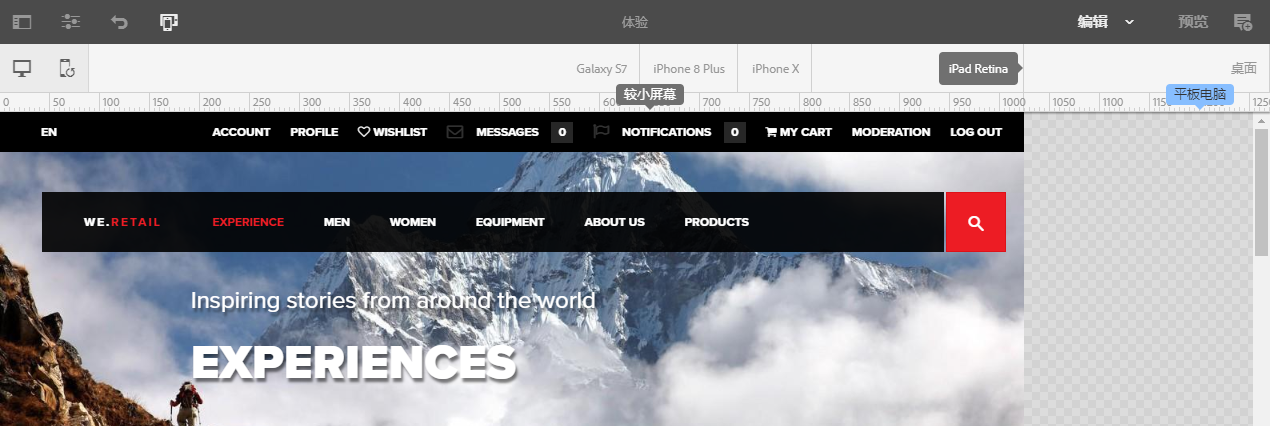 体验 编辑 预览
Galaxy S7 iPhone 8 Plus iPhone X iPad Retina 桌面
0 50 100 150 200 250 300 350 400 450 500 550 700 750 800 850 900 950 1000 1050 1100 1250
较小屏幕 平板电脑
EN ACCOUNT PROFILE WISHLIST MESSAGES 0 NOTIFICATIONS 0 MY CART MODERATION LOG OUT
WE.RETAIL EXPERIENCE MEN WOMEN EQUIPMENT ABOUT US PRODUCTS
Inspiring stories from around the world
EXPERIENCES